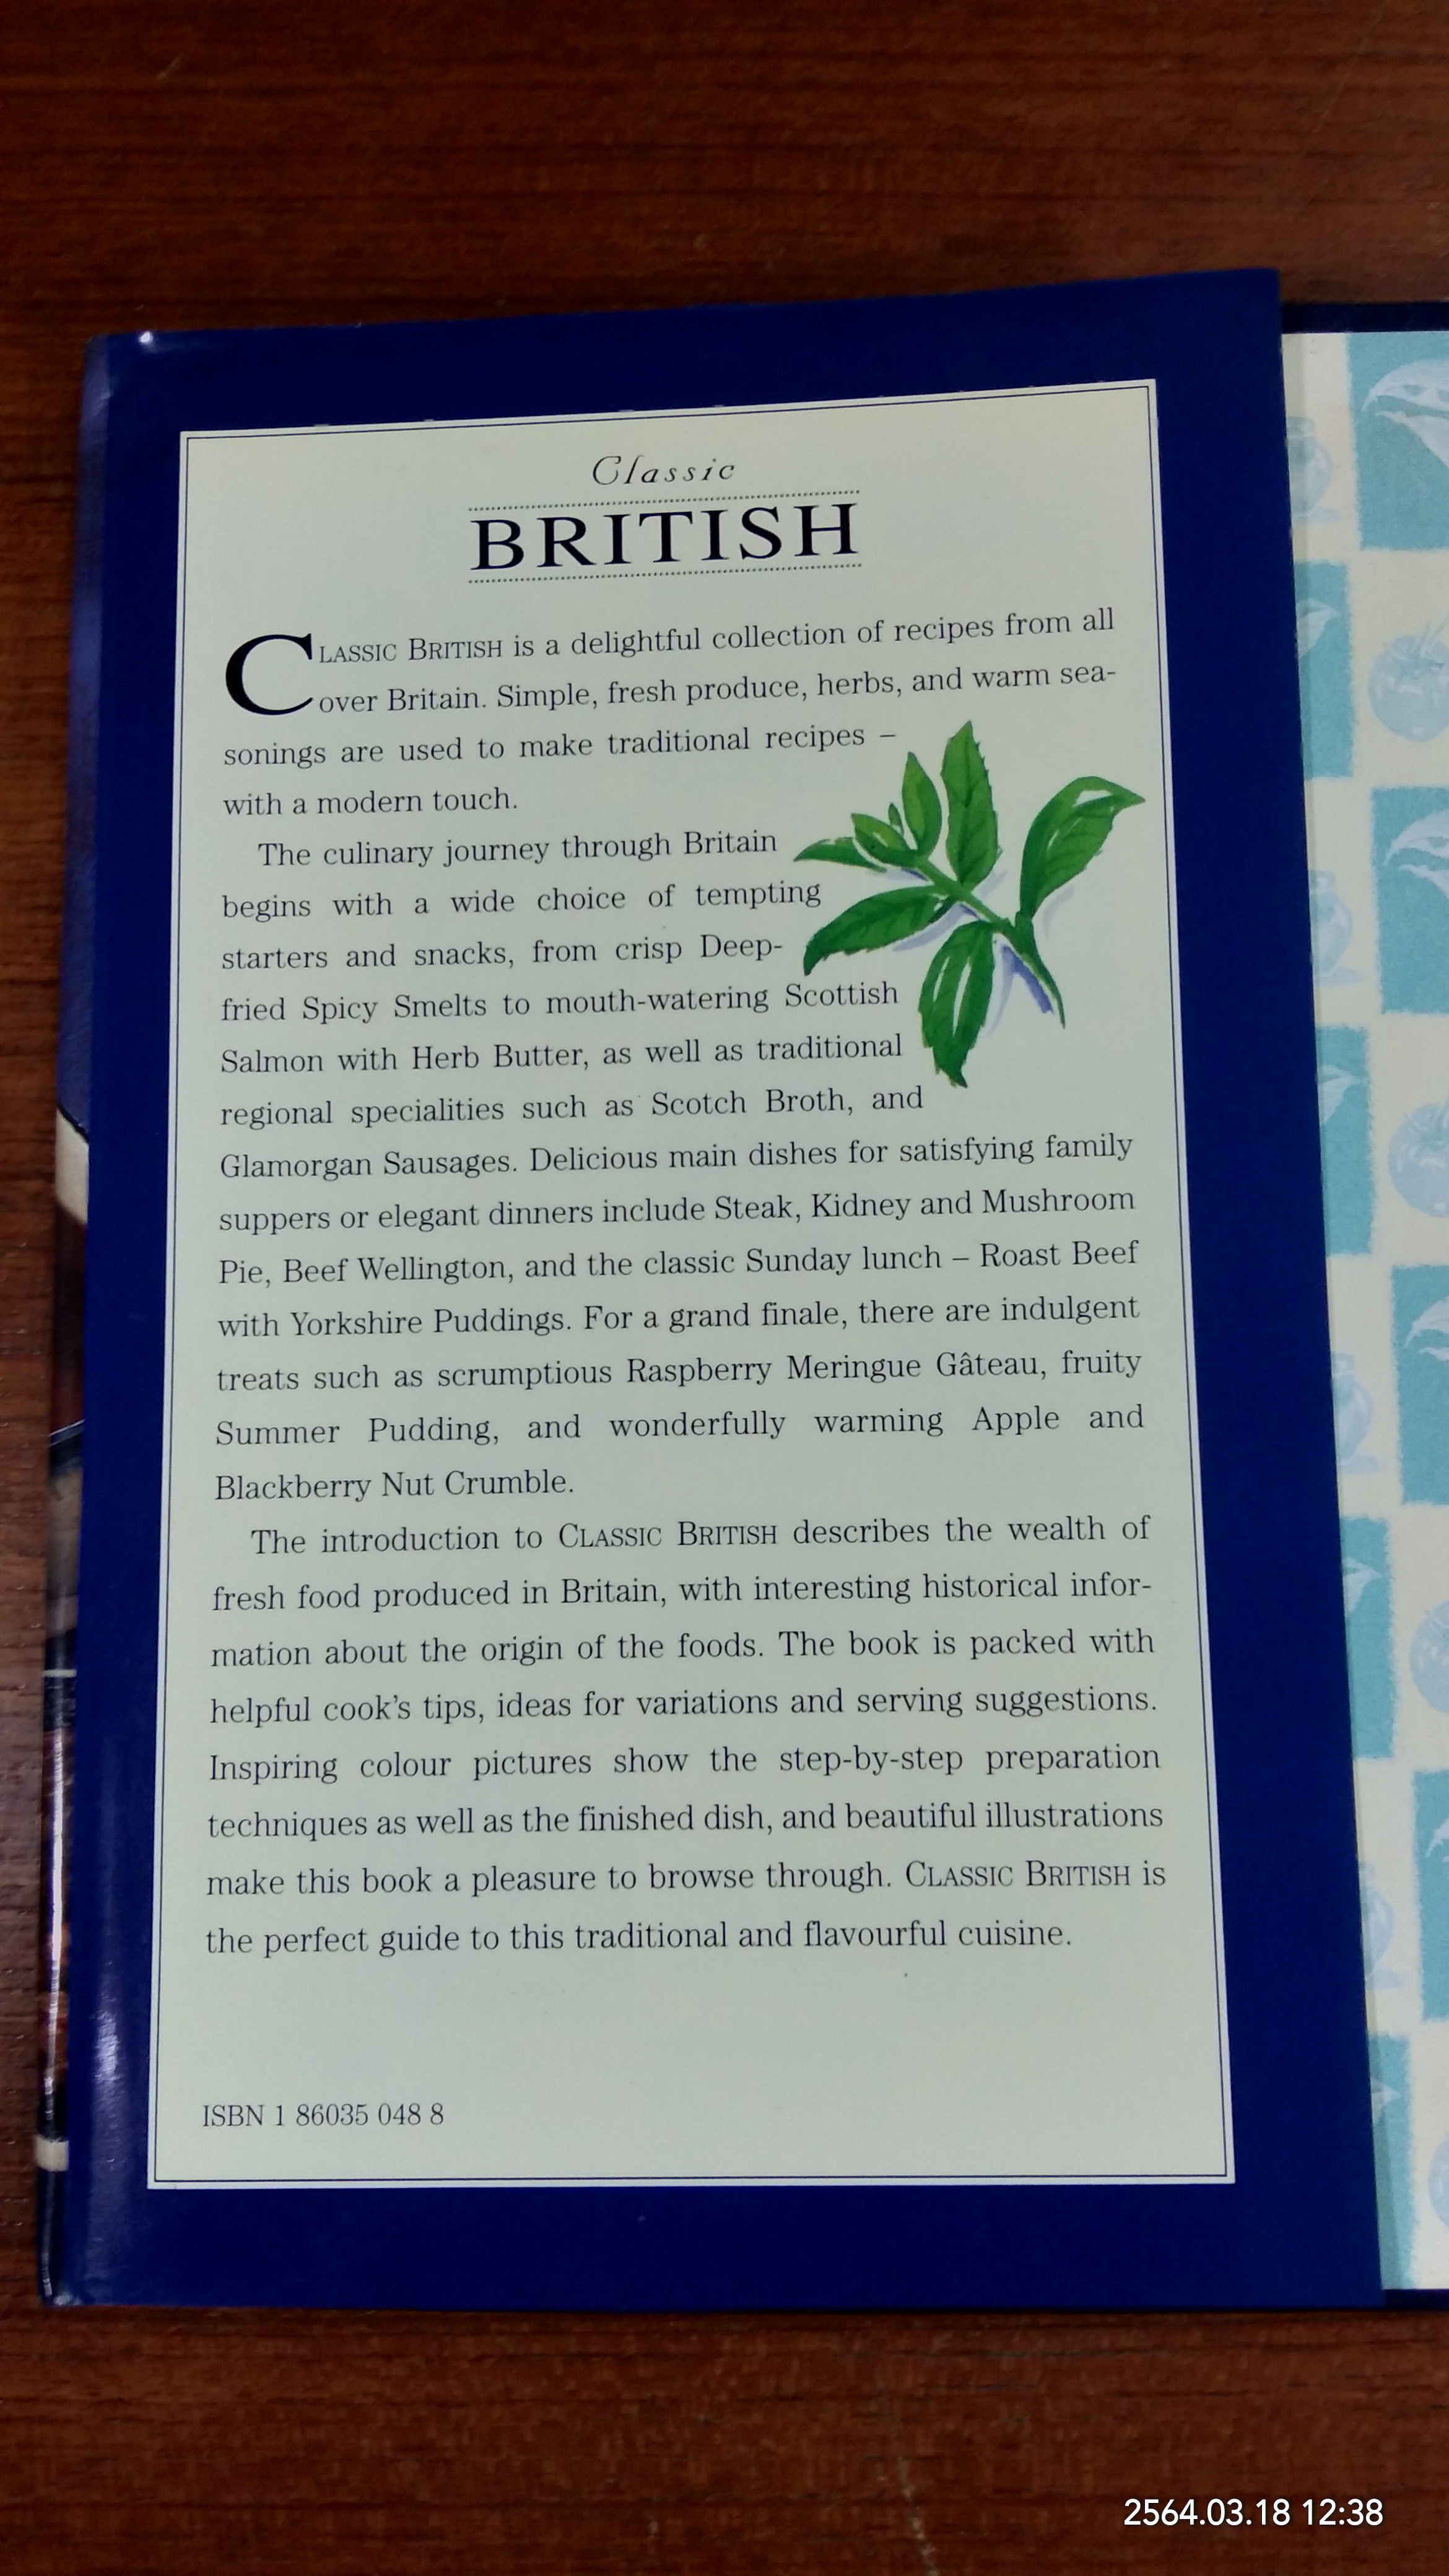 Classic
BRITISH
CLASSIC BRITISH is a delightful collection of recipes from all
over Britain. Simple, fresh produce, herbs, and warm sea-
sonings are used to make traditional recipes –
with a modern touch.
The culinary journey through Britain
begins with a wide choice of tempting
starters and snacks, from crisp Deep-
fried Spicy Smelts to mouth-watering Scottish
Salmon with Herb Butter, as well as traditional
regional specialities such as Scotch Broth, and
Glamorgan Sausages. Delicious main dishes for satisfying family
suppers or elegant dinners include Steak, Kidney and Mushroom
Pie, Beef Wellington, and the classic Sunday lunch – Roast Beef
with Yorkshire Puddings. For a grand finale, there are indulgent
treats such as scrumptious Raspberry Meringue Gâteau, fruity
Summer Pudding, and wonderfully warming Apple and
Blackberry Nut Crumble.
The introduction to CLASSIC BRITISH describes the wealth of
fresh food produced in Britain, with interesting historical infor-
mation about the origin of the foods. The book is packed with
helpful cook's tips, ideas for variations and serving suggestions.
Inspiring colour pictures show the step-by-step preparation
techniques as well as the finished dish, and beautiful illustrations
make this book a pleasure to browse through. CLASSIC BRITISH is
the perfect guide to this traditional and flavourful cuisine.
ISBN 1 86035 048 8
2564.03.18 12:38